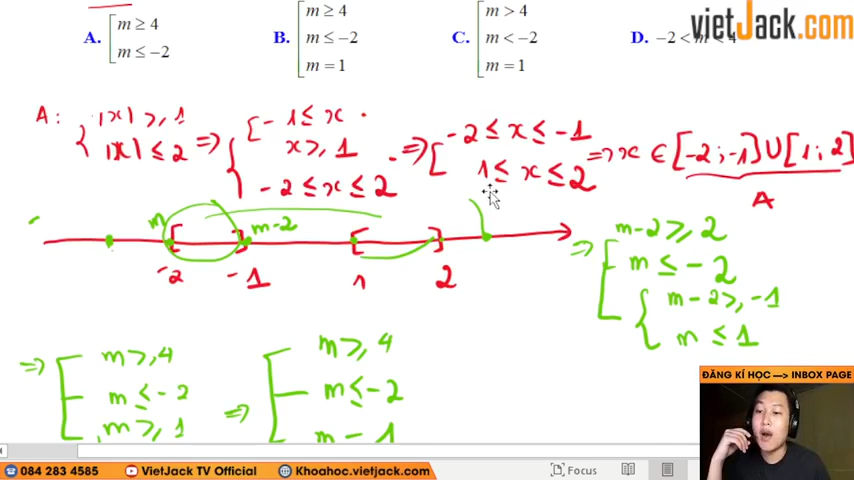 vietJack.com
A. [ m ≥ 4
m ≤ −2
B. [ m ≥ 4
m ≤ −2
m = 1
C. [ m > 4
m < −2
m = 1
D. −2 < m < 4
A: { |x| ≥ 1
|x| ≤ 2
=> { [ -1 ≤ x
x ≥ 1
-2 ≤ x ≤ 2
=> [ -2 ≤ x ≤ -1
1 ≤ x ≤ 2
=> x ∈ [-2;-1] ∪ [1;2]
A
m
m-2
-2
-1
1
2
=> [ m-2 ≥ 2
m ≤ -2
{ m-2 ≥ -1
m ≤ 1
=> [ m ≥ 4
m ≤ -2
m ≥ 1
=> [ m ≥ 4
m ≤ -2
m = 1
ĐĂNG KÍ HỌC —> INBOX PAGE
084 283 4585
VietJack TV Official
Khoahoc.vietjack.com
Focus